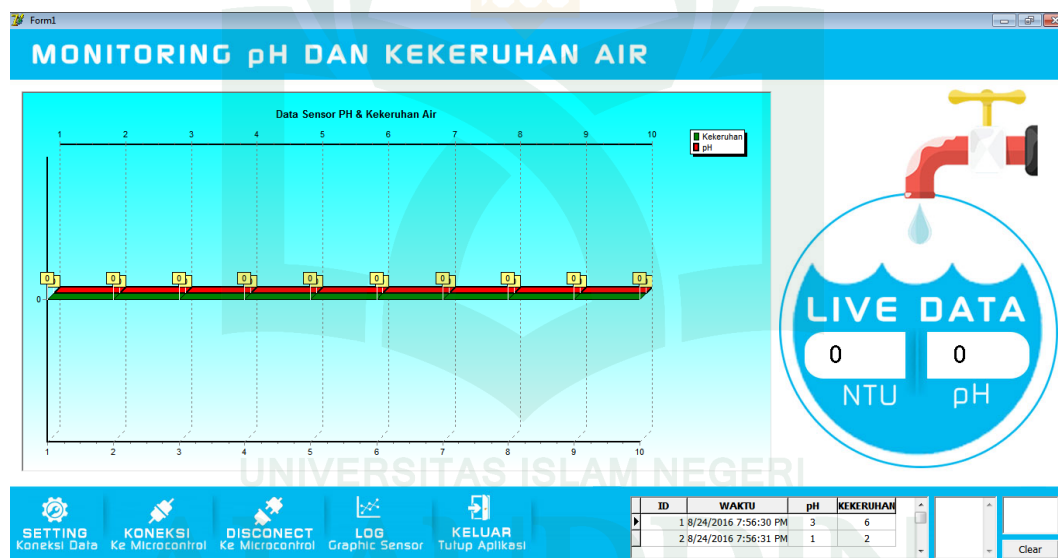 Form1
MONITORING pH DAN KEKERUHAN AIR
Data Sensor PH & Kekeruhan Air
1 2 3 4 5 6 7 8 9 10
Kekeruhan
pH
0 0 0 0 0 0 0 0 0 0
0
1 2 3 4 5 6 7 8 9 10
LIVE DATA
0 0
NTU pH
UNIVERSITAS ISLAM NEGERI
SETTING
Koneksi Data
KONEKSI
Ke Microcontrol
DISCONECT
Ke Microcontrol
LOG
Graphic Sensor
KELUAR
Tutup Aplikasi
ID WAKTU pH KEKERUHAN
1 8/24/2016 7:56:30 PM 3 6
2 8/24/2016 7:56:31 PM 1 2
Clear